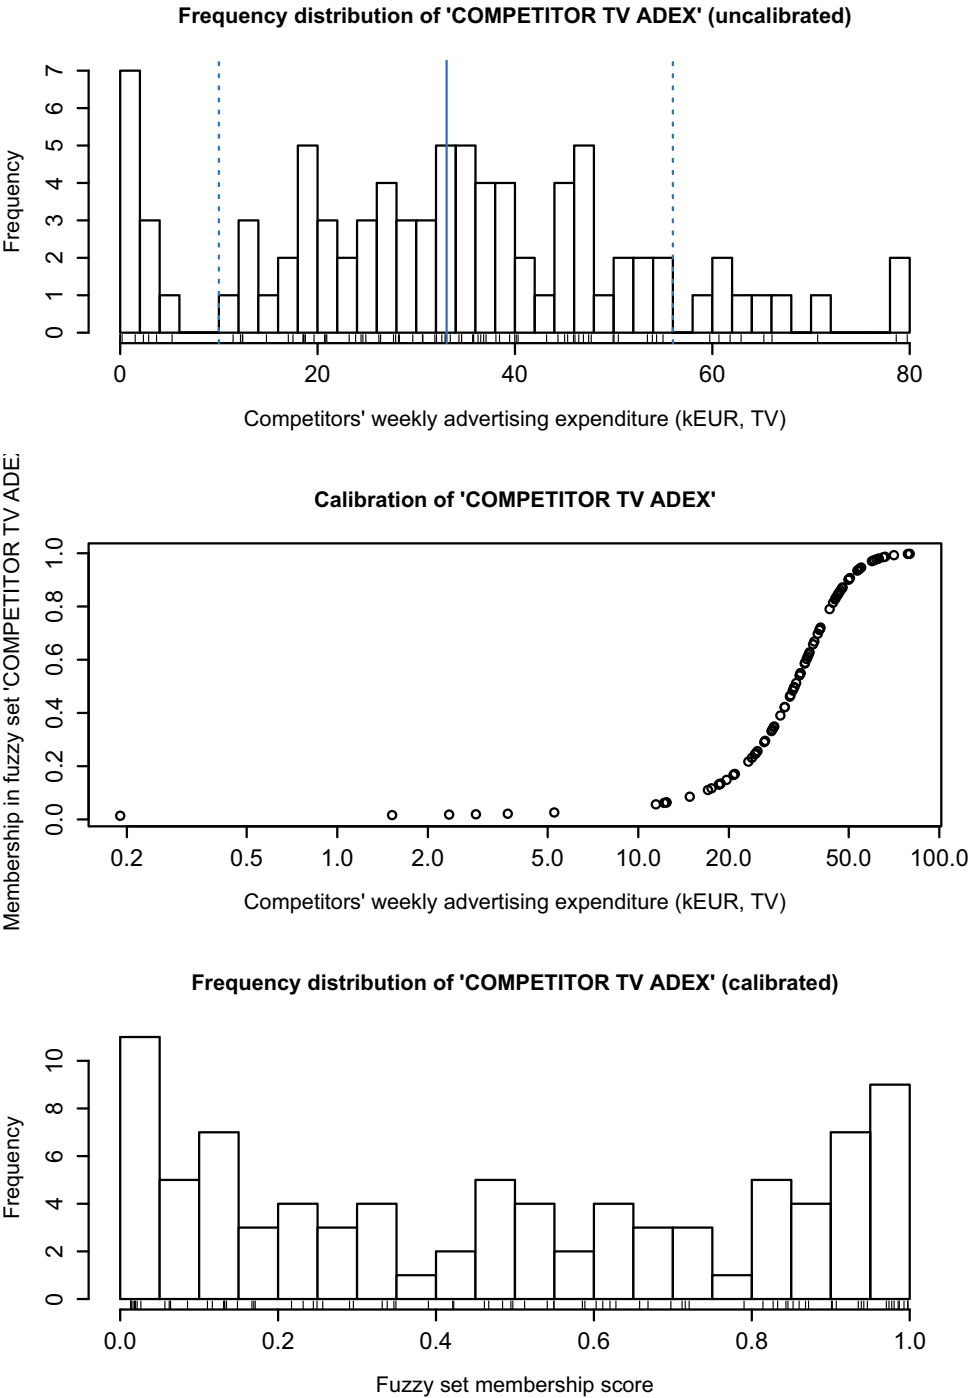 Frequency distribution of 'COMPETITOR TV ADEX' (uncalibrated)
Frequency
7
6
5
4
3
2
1
0
0 20 40 60 80
Competitors' weekly advertising expenditure (kEUR, TV)
Calibration of 'COMPETITOR TV ADEX'
Membership in fuzzy set 'COMPETITOR TV ADE
1.0
0.8
0.6
0.4
0.2
0.0
0.2 0.5 1.0 2.0 5.0 10.0 20.0 50.0 100.0
Competitors' weekly advertising expenditure (kEUR, TV)
Frequency distribution of 'COMPETITOR TV ADEX' (calibrated)
Frequency
10
8
6
4
2
0
0.0 0.2 0.4 0.6 0.8 1.0
Fuzzy set membership score